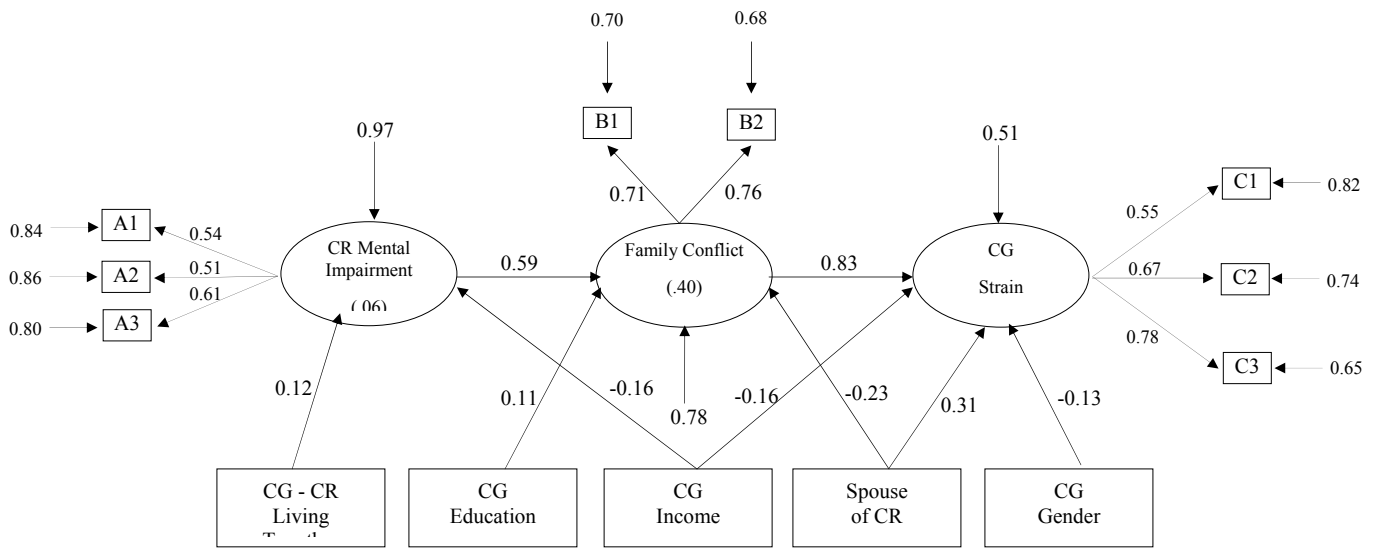 0.70
0.68
B1
B2
0.97
0.51
0.71
0.76
C1
0.82
0.84
A1
0.54
0.55
CR Mental
Impairment
(.06)
Family Conflict
(.40)
CG
Strain
0.59
0.83
0.86
A2
0.51
0.67
C2
0.74
0.80
A3
0.61
0.78
C3
0.65
0.12
0.11
-0.16
0.78
-0.16
-0.23
0.31
-0.13
CG - CR
Living
CG
Education
CG
Income
Spouse
of CR
CG
Gender